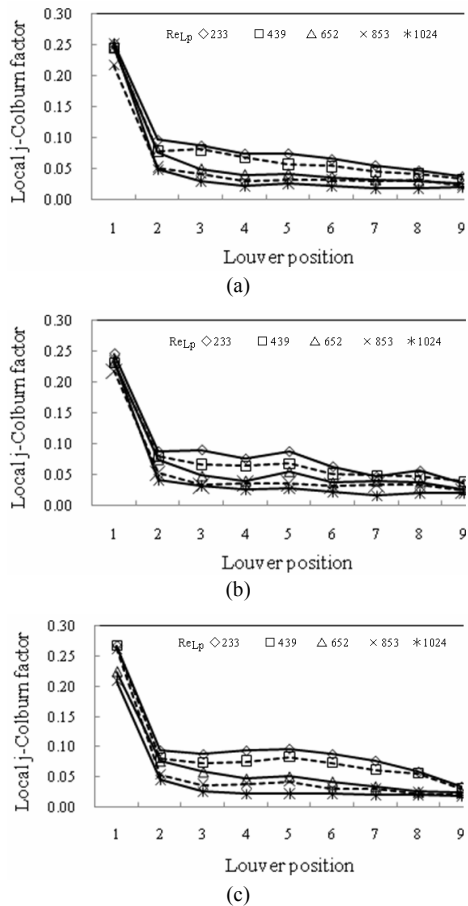 0.30
Re_Lp ◇ 233 □ 439 △ 652 × 853 ✳ 1024
0.25
0.20
0.15
0.10
0.05
0.00
Local j-Colburn factor
1 2 3 4 5 6 7 8 9
Louver position
(a)
0.30
Re_Lp ◇ 233 □ 439 △ 652 × 853 ✳ 1024
0.25
0.20
0.15
0.10
0.05
0.00
Local j-Colburn factor
1 2 3 4 5 6 7 8 9
Louver position
(b)
0.30
Re_Lp ◇ 233 □ 439 △ 652 × 853 ✳ 1024
0.25
0.20
0.15
0.10
0.05
0.00
Local j-Colburn factor
1 2 3 4 5 6 7 8 9
Louver position
(c)